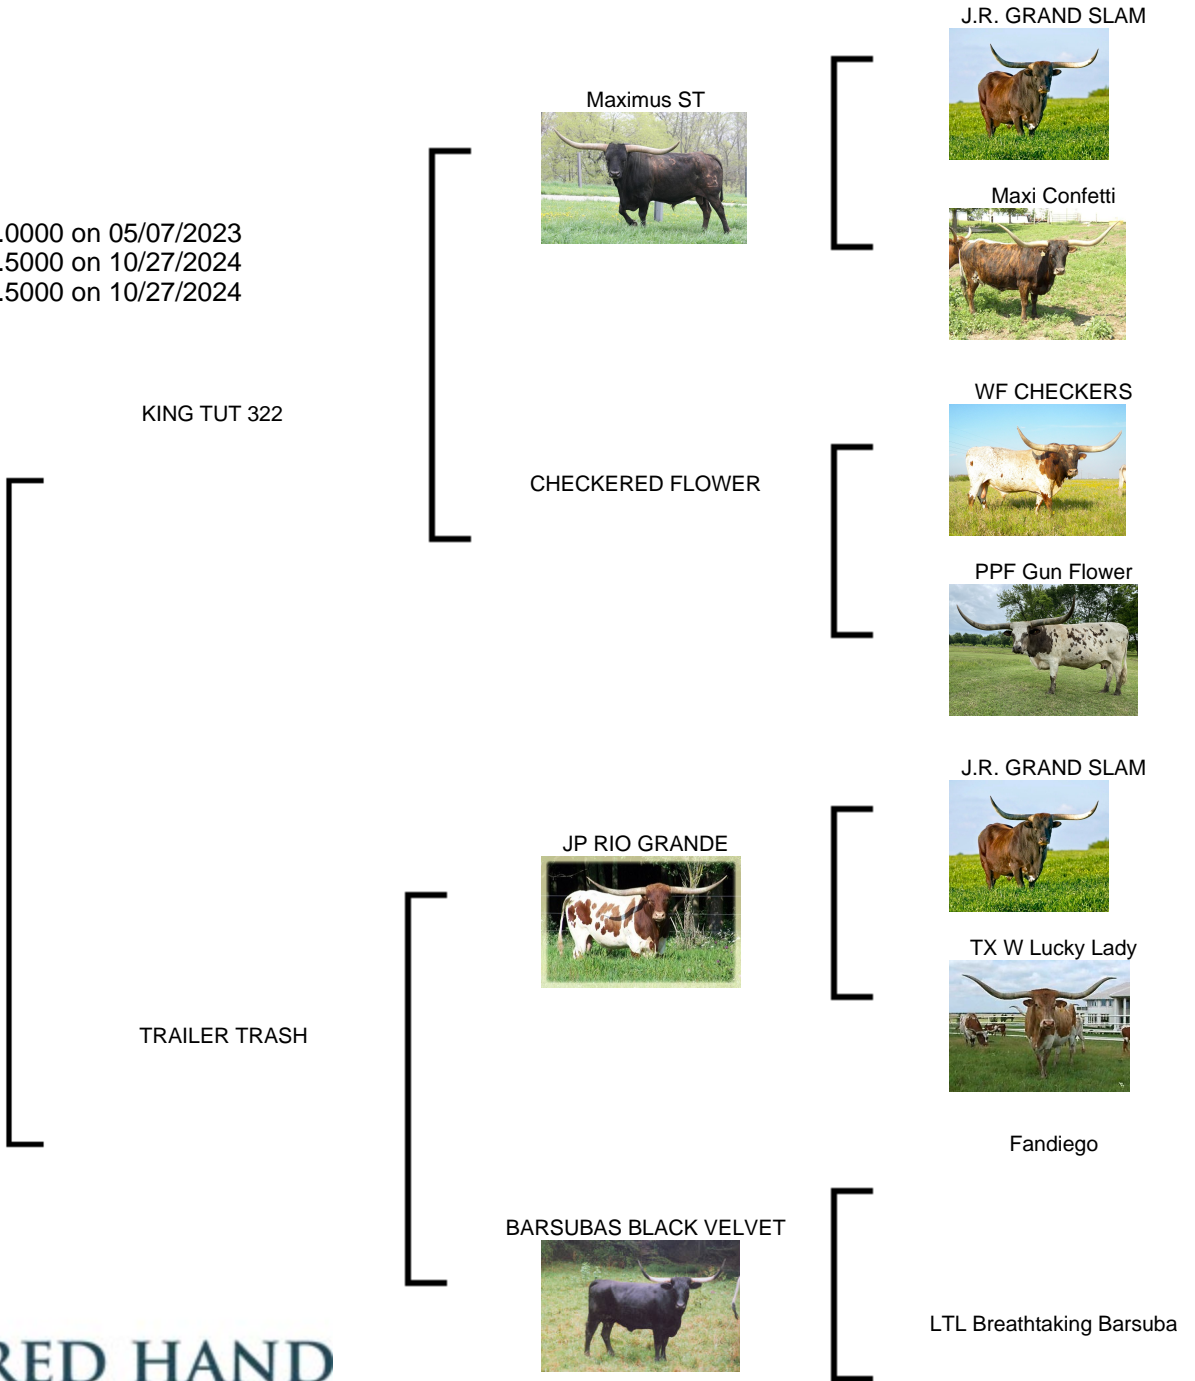 J.R. GRAND SLAM
Maximus ST
Maxi Confetti
.0000 on 05/07/2023
.5000 on 10/27/2024
.5000 on 10/27/2024
WF CHECKERS
KING TUT 322
CHECKERED FLOWER
PPF Gun Flower
J.R. GRAND SLAM
JP RIO GRANDE
TX W Lucky Lady
TRAILER TRASH
Fandiego
BARSUBAS BLACK VELVET
LTL Breathtaking Barsuba
RED HAND